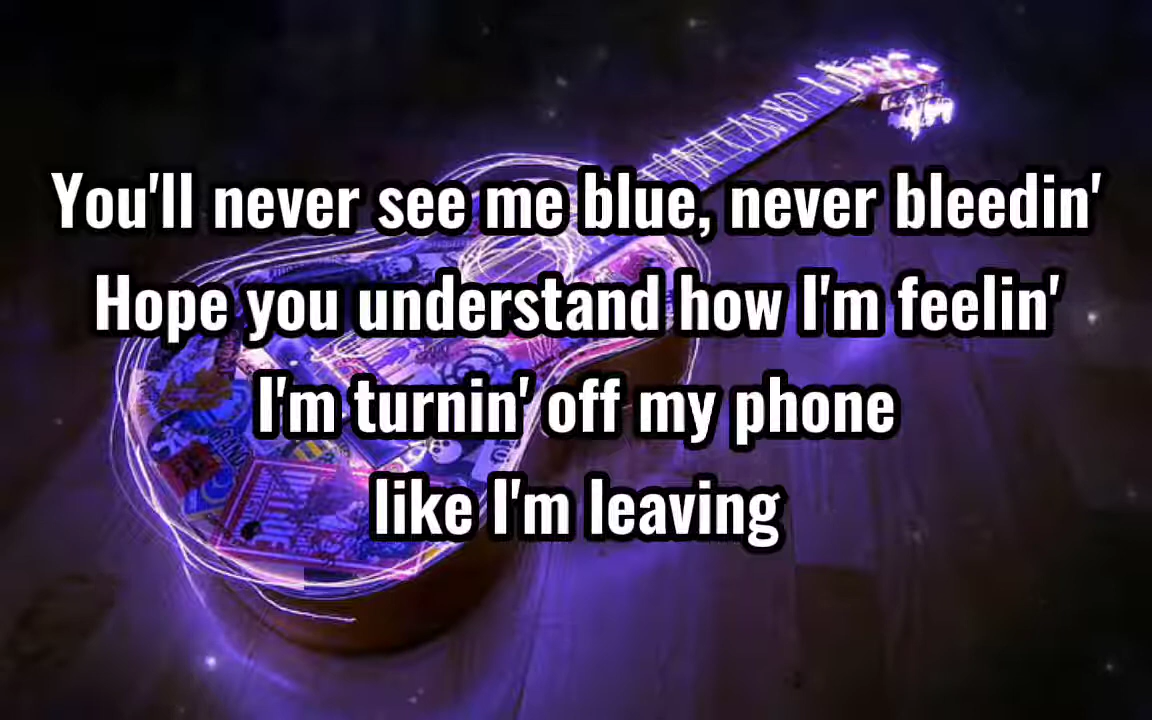 You'll never see me blue, never bleedin'
Hope you understand how I'm feelin'
I'm turnin' off my phone
like I'm leaving